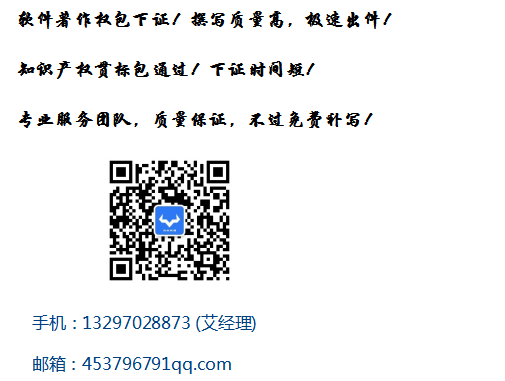 软件著作权包下证！撰写质量高，极速出件！
知识产权贯标包通过！下证时间短！
专业服务团队，质量保证，不过免费补写！
手机：13297028873 (艾经理)
邮箱：453796791qq.com